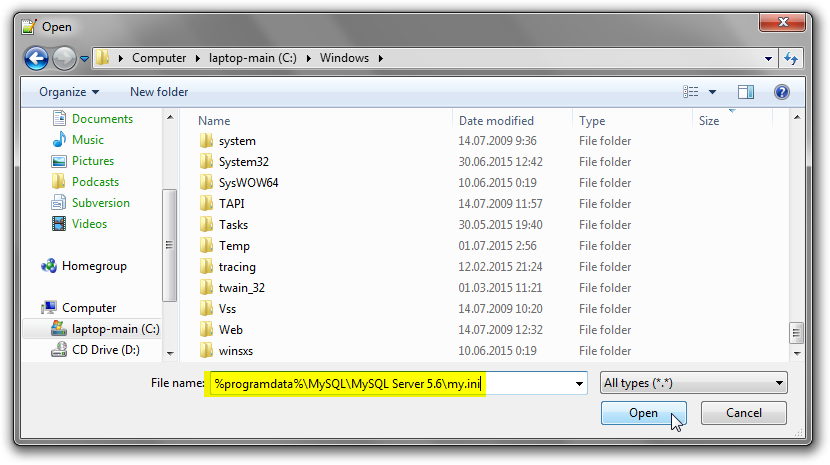 Open
Computer laptop-main (C:) Windows
Organize New folder
Documents
Music
Pictures
Podcasts
Subversion
Videos
Homegroup
Computer
laptop-main (C:)
CD Drive (D:)
Name Date modified Type Size
system 14.07.2009 9:36 File folder
System32 30.06.2015 12:42 File folder
SysWOW64 10.06.2015 0:19 File folder
TAPI 14.07.2009 11:57 File folder
Tasks 30.05.2015 19:40 File folder
Temp 01.07.2015 2:56 File folder
tracing 12.02.2015 21:24 File folder
twain_32 01.03.2015 11:21 File folder
Vss 14.07.2009 10:20 File folder
Web 14.07.2009 12:32 File folder
winsxs 10.06.2015 0:19 File folder
File name: %programdata%\MySQL\MySQL Server 5.6\my.ini All types (*.*)
Open Cancel